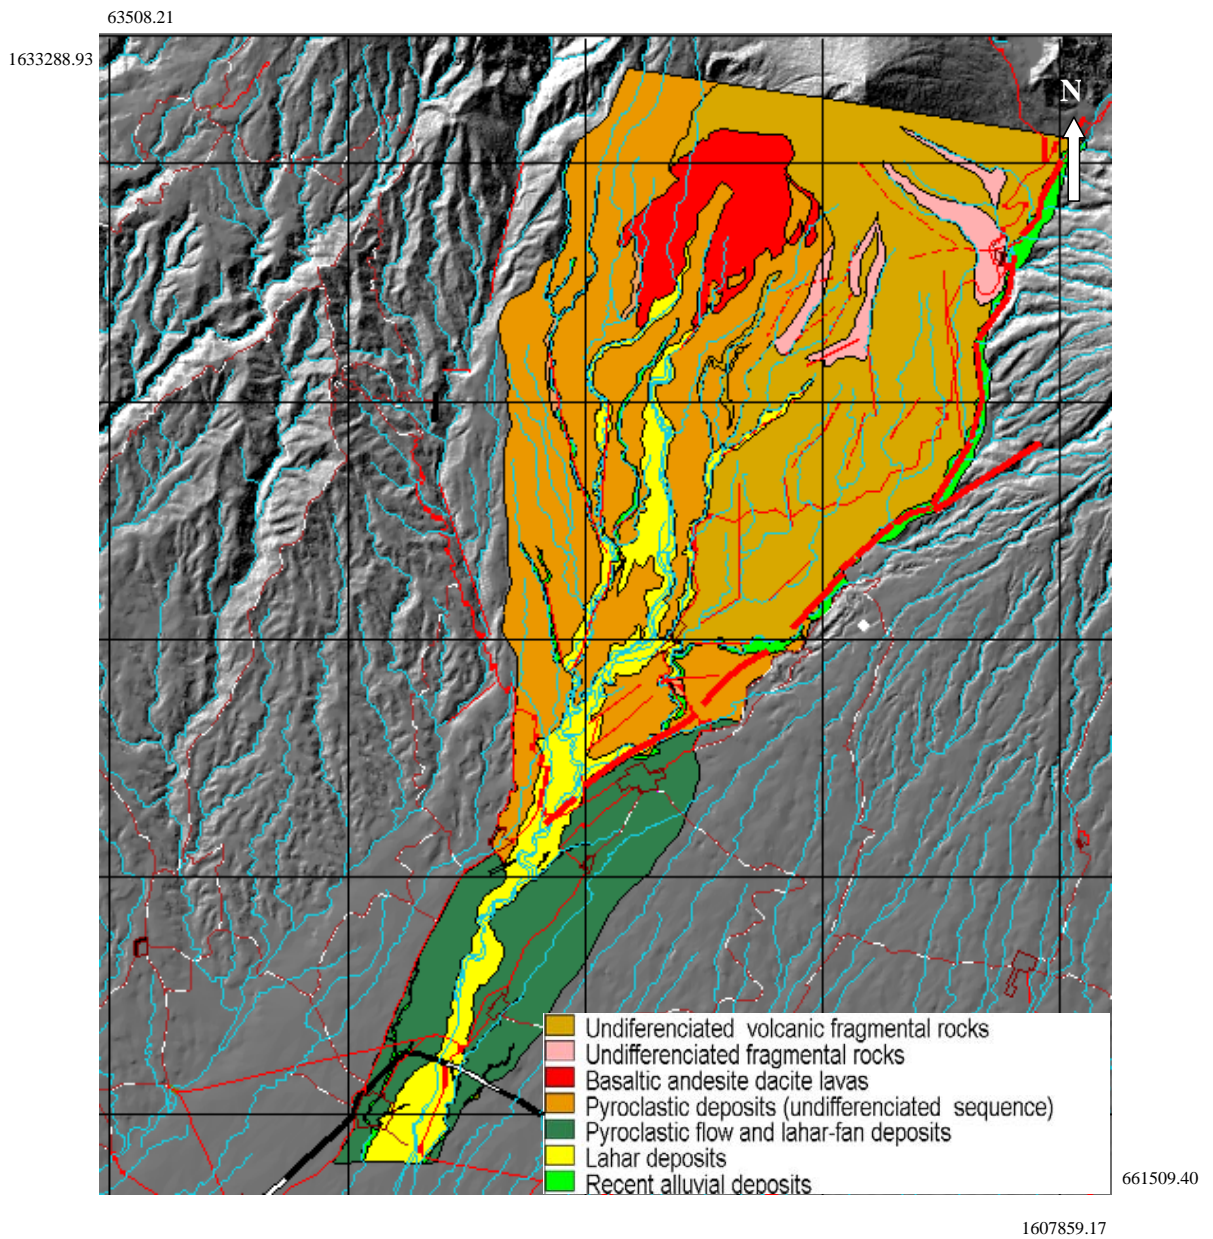 63508.21
1633288.93
N
Undiferenciated volcanic fragmental rocks
Undifferenciated fragmental rocks
Basaltic andesite dacite lavas
Pyroclastic deposits (undifferenciated sequence)
Pyroclastic flow and lahar-fan deposits
Lahar deposits
Recent alluvial deposits
661509.40
1607859.17